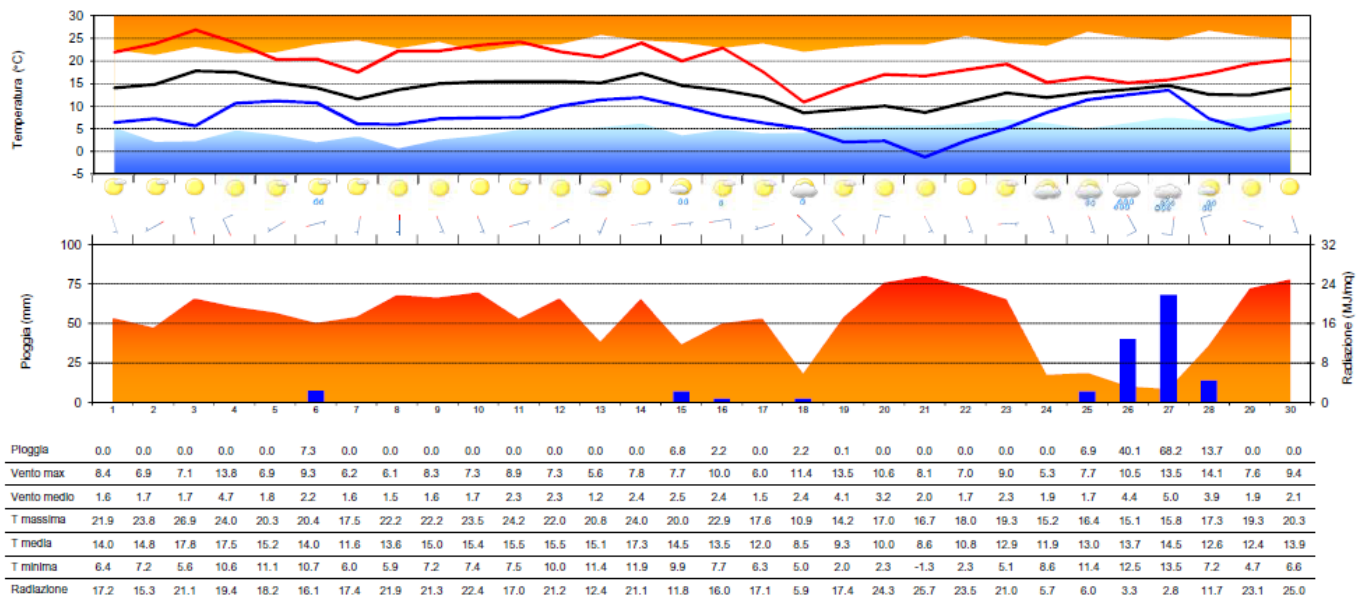 Temperatura (°C)
30
25
20
15
10
5
0
-5
Pioggia (mm)
100
75
50
25
0
Radiazione (MJ/mq)
32
24
16
8
0
1 2 3 4 5 6 7 8 9 10 11 12 13 14 15 16 17 18 19 20 21 22 23 24 25 26 27 28 29 30
Pioggia 0.0 0.0 0.0 0.0 0.0 7.3 0.0 0.0 0.0 0.0 0.0 0.0 0.0 0.0 6.8 2.2 0.0 2.2 0.1 0.0 0.0 0.0 0.0 0.0 6.9 40.1 68.2 13.7 0.0 0.0
Vento max 8.4 6.9 7.1 13.8 6.9 9.3 6.2 6.1 8.3 7.3 8.9 7.3 5.6 7.8 7.7 10.0 6.0 11.4 13.5 10.6 8.1 7.0 9.0 5.3 7.7 10.5 13.5 14.1 7.6 9.4
Vento medio 1.6 1.7 1.7 4.7 1.8 2.2 1.6 1.5 1.6 1.7 2.3 2.3 1.2 2.4 2.5 2.4 1.5 2.4 4.1 3.2 2.0 1.7 2.3 1.9 1.7 4.4 5.0 3.9 1.9 2.1
T massima 21.9 23.8 26.9 24.0 20.3 20.4 17.5 22.2 22.2 23.5 24.2 22.0 20.8 24.0 20.0 22.9 17.6 10.9 14.2 17.0 16.7 18.0 19.3 15.2 16.4 15.1 15.8 17.3 19.3 20.3
T media 14.0 14.8 17.8 17.5 15.2 14.0 11.6 13.6 15.0 15.4 15.5 15.5 15.1 17.3 14.5 13.5 12.0 8.5 9.3 10.0 8.6 10.8 12.9 11.9 13.0 13.7 14.5 12.6 12.4 13.9
T minima 6.4 7.2 5.6 10.6 11.1 10.7 6.0 5.9 7.2 7.4 7.5 10.0 11.4 11.9 9.9 7.7 6.3 5.0 2.0 2.3 -1.3 2.3 5.1 8.6 11.4 12.5 13.5 7.2 4.7 6.6
Radiazione 17.2 15.3 21.1 19.4 18.2 16.1 17.4 21.9 21.3 22.4 17.0 21.2 12.4 21.1 11.8 16.0 17.1 5.9 17.4 24.3 25.7 23.5 21.0 5.7 6.0 3.3 2.8 11.7 23.1 25.0